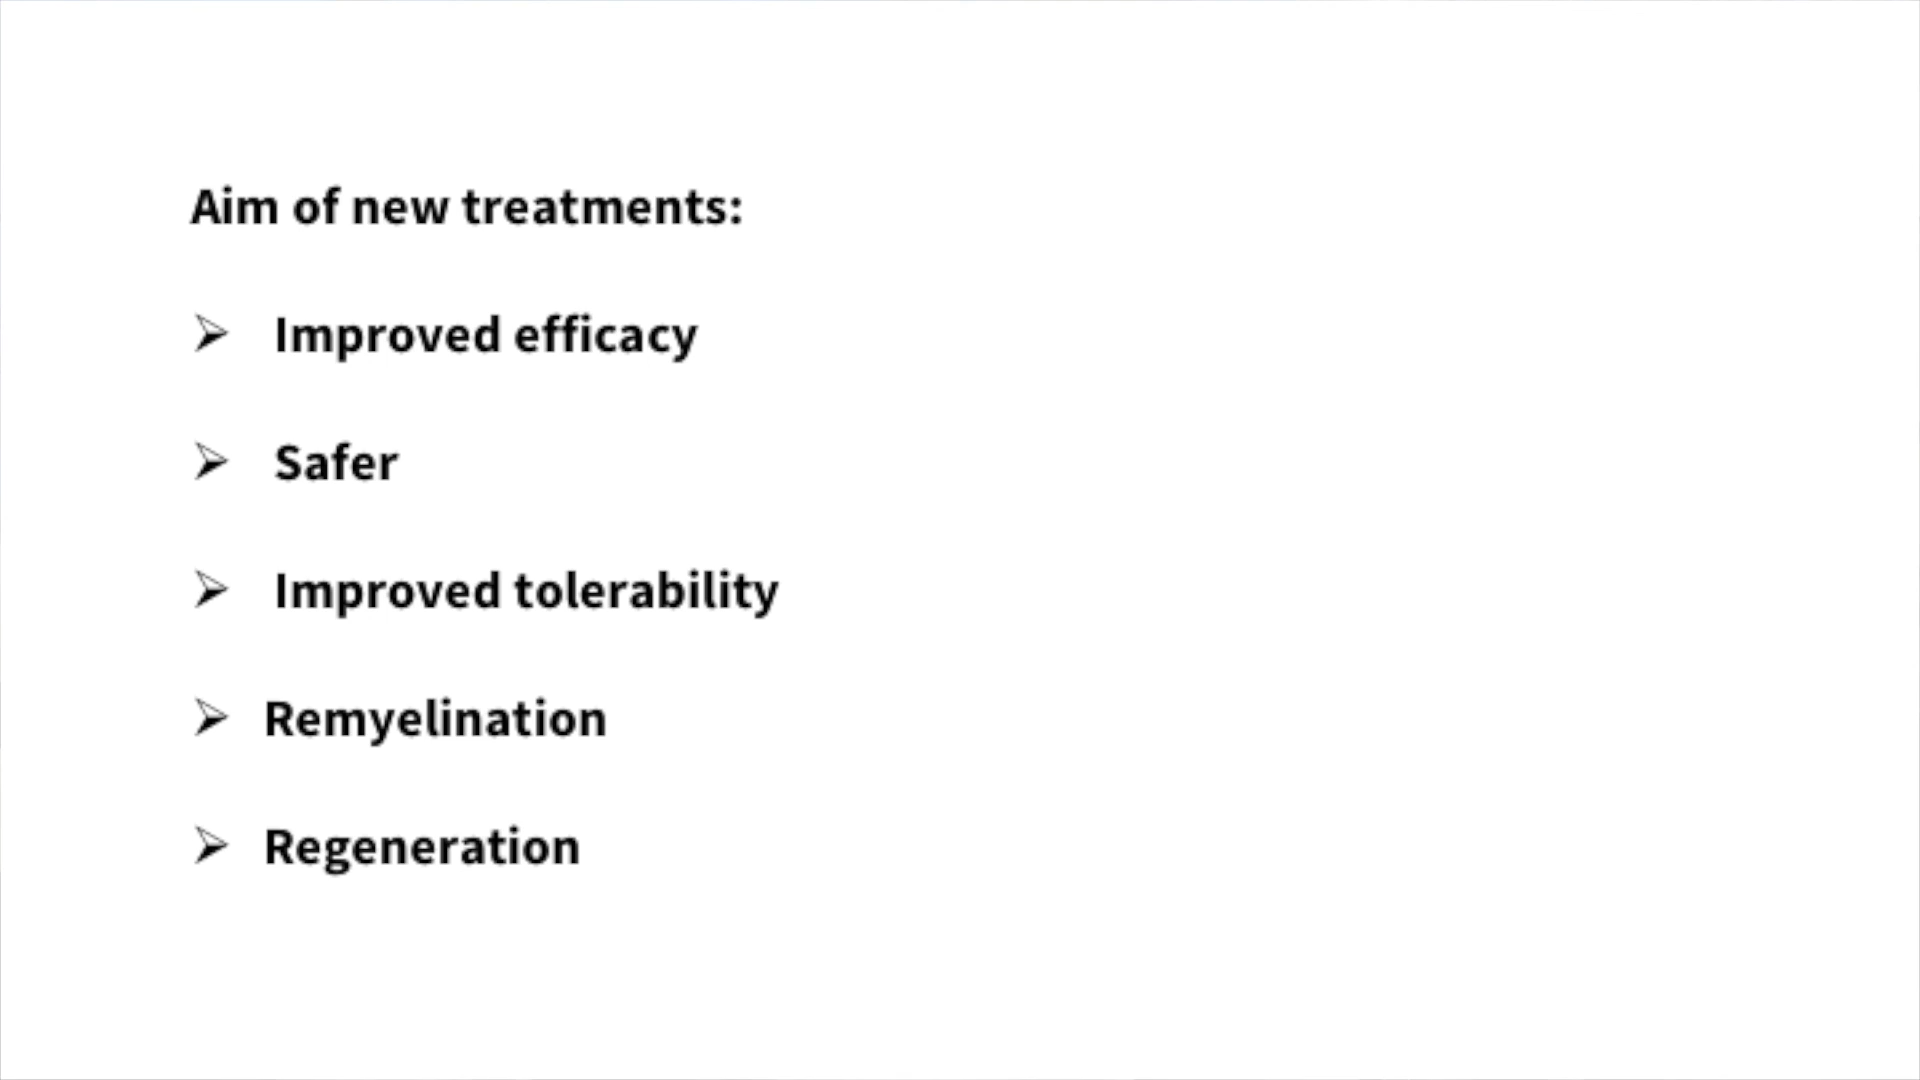 Aim of new treatments:
➢ Improved efficacy
➢ Safer
➢ Improved tolerability
➢ Remyelination
➢ Regeneration